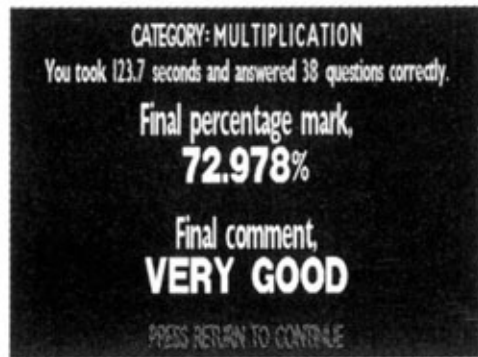 CATEGORY: MULTIPLICATION
You took 123.7 seconds and answered 38 questions correctly.
Final percentage mark,
72.978%
Final comment,
VERY GOOD
PRESS RETURN TO CONTINUE